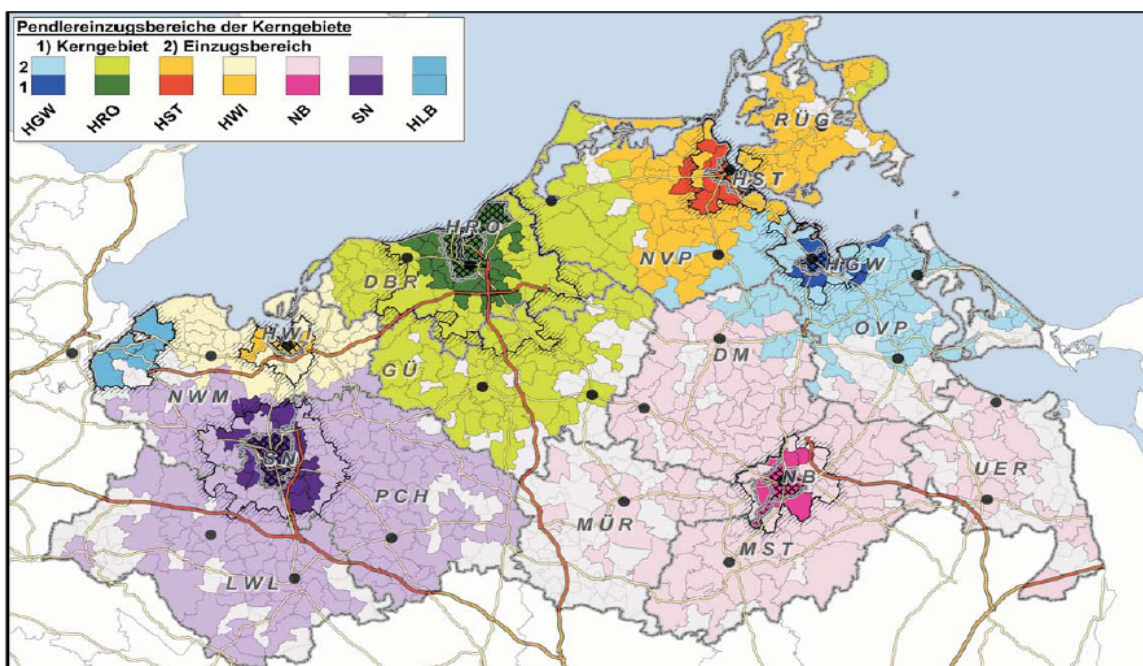 Pendlereinzugsbereiche der Kerngebiete
1) Kerngebiet 2) Einzugsbereich
2
1
HGW HRO HST HWI NB SN HLB
RÜG
HST
HRO
NVP
HGW
DBR
OVP
HWI
DM
GÜ
NWM
SN
NB
UER
PCH
MÜR
MST
LWL